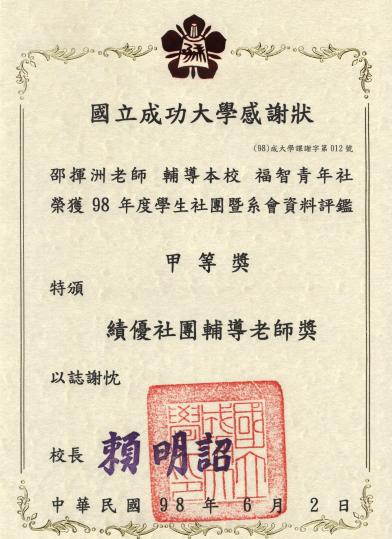 國立成功大學感謝狀
(98)成大學課謝字第012號
邵揮洲老師 輔導本校 福智青年社
榮獲 98 年度學生社團暨系會資料評鑑
甲等獎
特頒
績優社團輔導老師獎
以誌謝忱
校長 賴明詔
中華民國 98 年 6 月 2 日